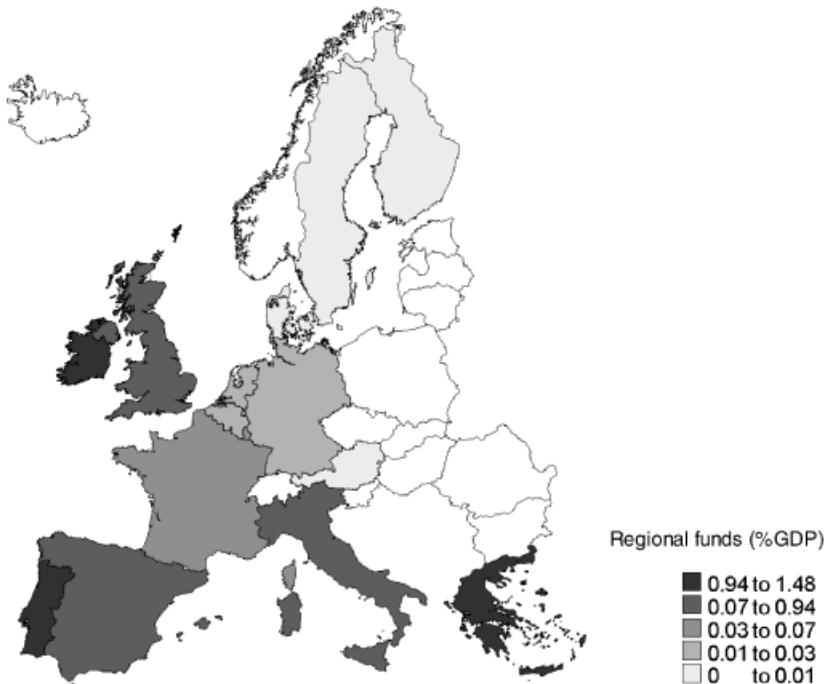 Regional funds (%GDP)
0.94 to 1.48
0.07 to 0.94
0.03 to 0.07
0.01 to 0.03
0 to 0.01